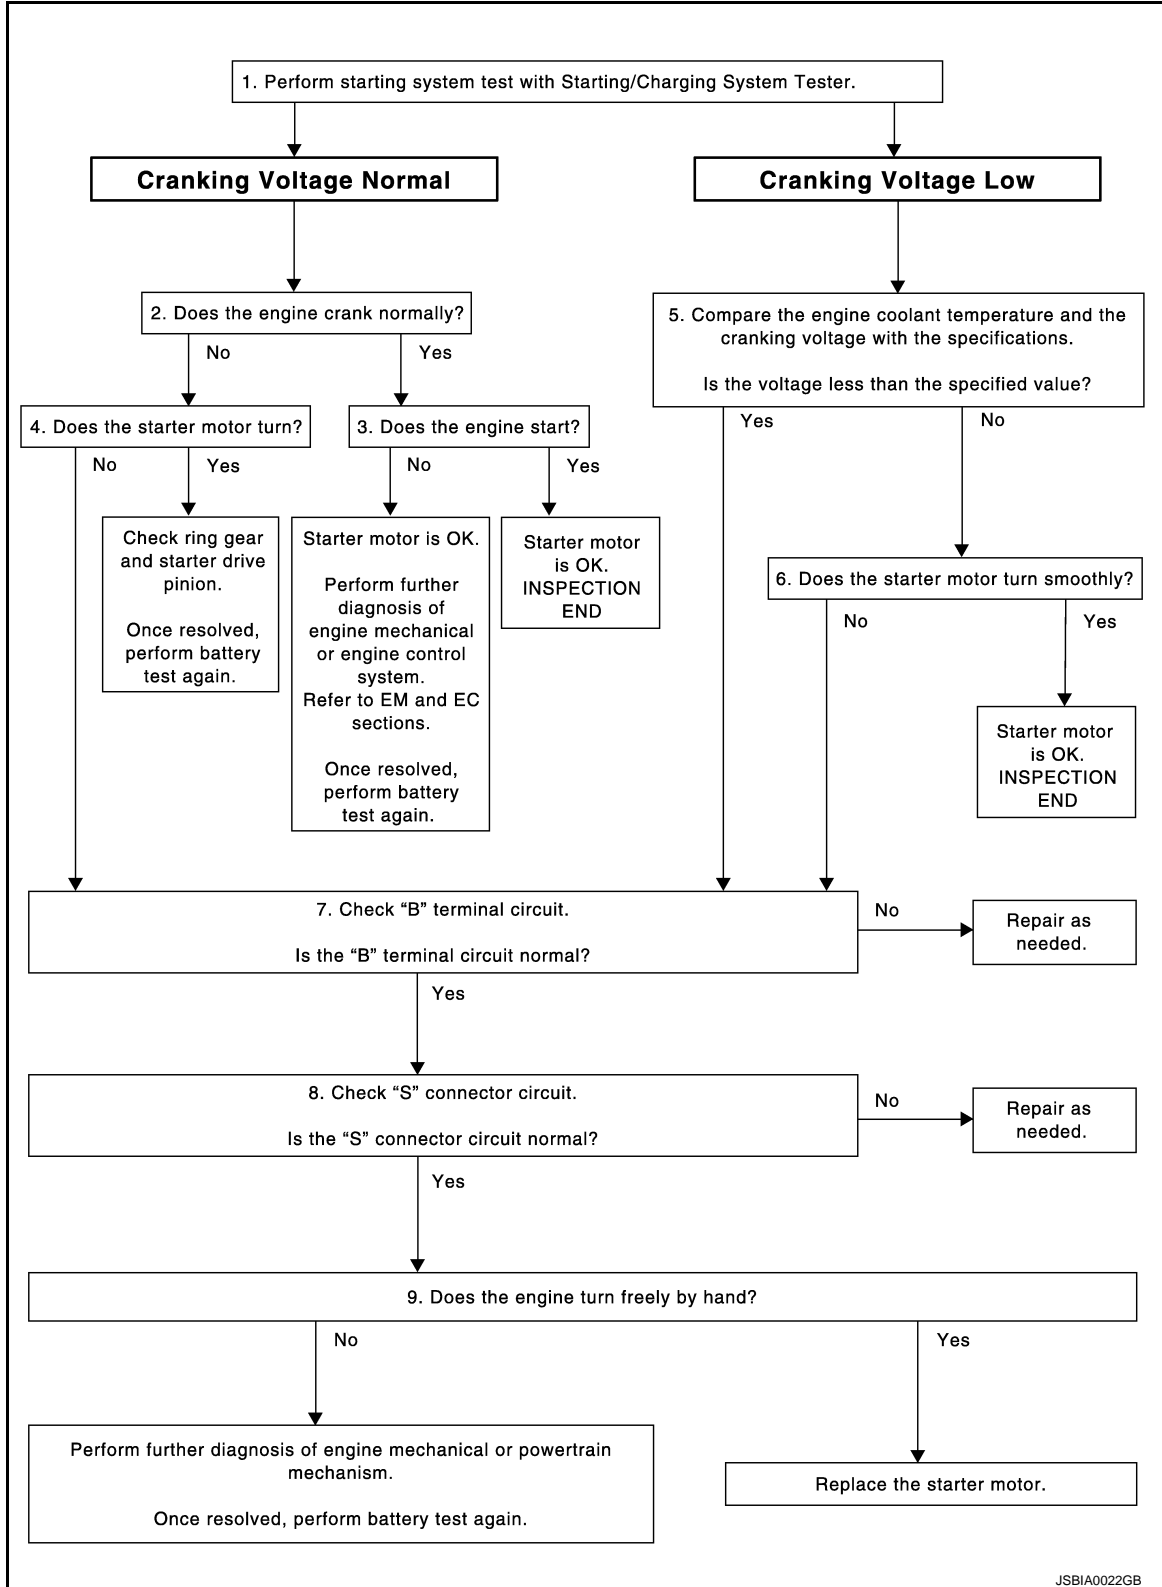 1. Perform starting system test with Starting/Charging System Tester.
Cranking Voltage Normal
Cranking Voltage Low
2. Does the engine crank normally?
No
Yes
5. Compare the engine coolant temperature and the
cranking voltage with the specifications.
Is the voltage less than the specified value?
Yes
No
4. Does the starter motor turn?
No
Yes
3. Does the engine start?
No
Yes
Check ring gear
and starter drive
pinion.
Once resolved,
perform battery
test again.
Starter motor is OK.
Perform further
diagnosis of
engine mechanical
or engine control
system.
Refer to EM and EC
sections.
Once resolved,
perform battery
test again.
Starter motor
is OK.
INSPECTION
END
6. Does the starter motor turn smoothly?
No
Yes
Starter motor
is OK.
INSPECTION
END
7. Check “B” terminal circuit.
Is the “B” terminal circuit normal?
No
Repair as
needed.
Yes
8. Check “S” connector circuit.
Is the “S” connector circuit normal?
No
Repair as
needed.
Yes
9. Does the engine turn freely by hand?
No
Yes
Perform further diagnosis of engine mechanical or powertrain
mechanism.
Once resolved, perform battery test again.
Replace the starter motor.
JSBIA0022GB